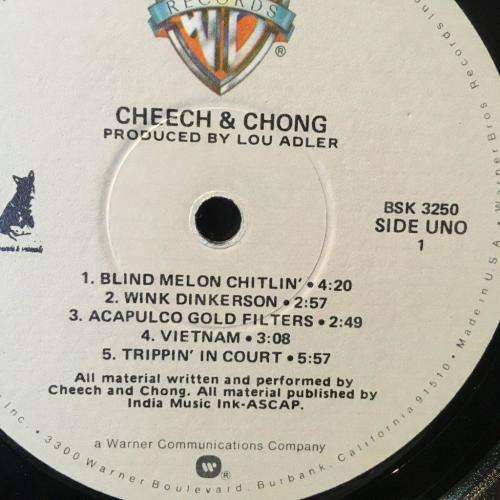 RECORDS
WB
®
CHEECH & CHONG
PRODUCED BY LOU ADLER
BSK 3250
SIDE UNO
1
1. BLIND MELON CHITLIN' • 4:20
2. WINK DINKERSON • 2:57
3. ACAPULCO GOLD FILTERS • 2:49
4. VIETNAM • 3:08
5. TRIPPIN' IN COURT • 5:57
All material written and performed by
Cheech and Chong. All material published by
India Music Ink-ASCAP.
a Warner Communications Company
®
Warner Bros Records Inc. • 3300 Warner Boulevard, Burbank, California 91510 • Made in U.S.A.